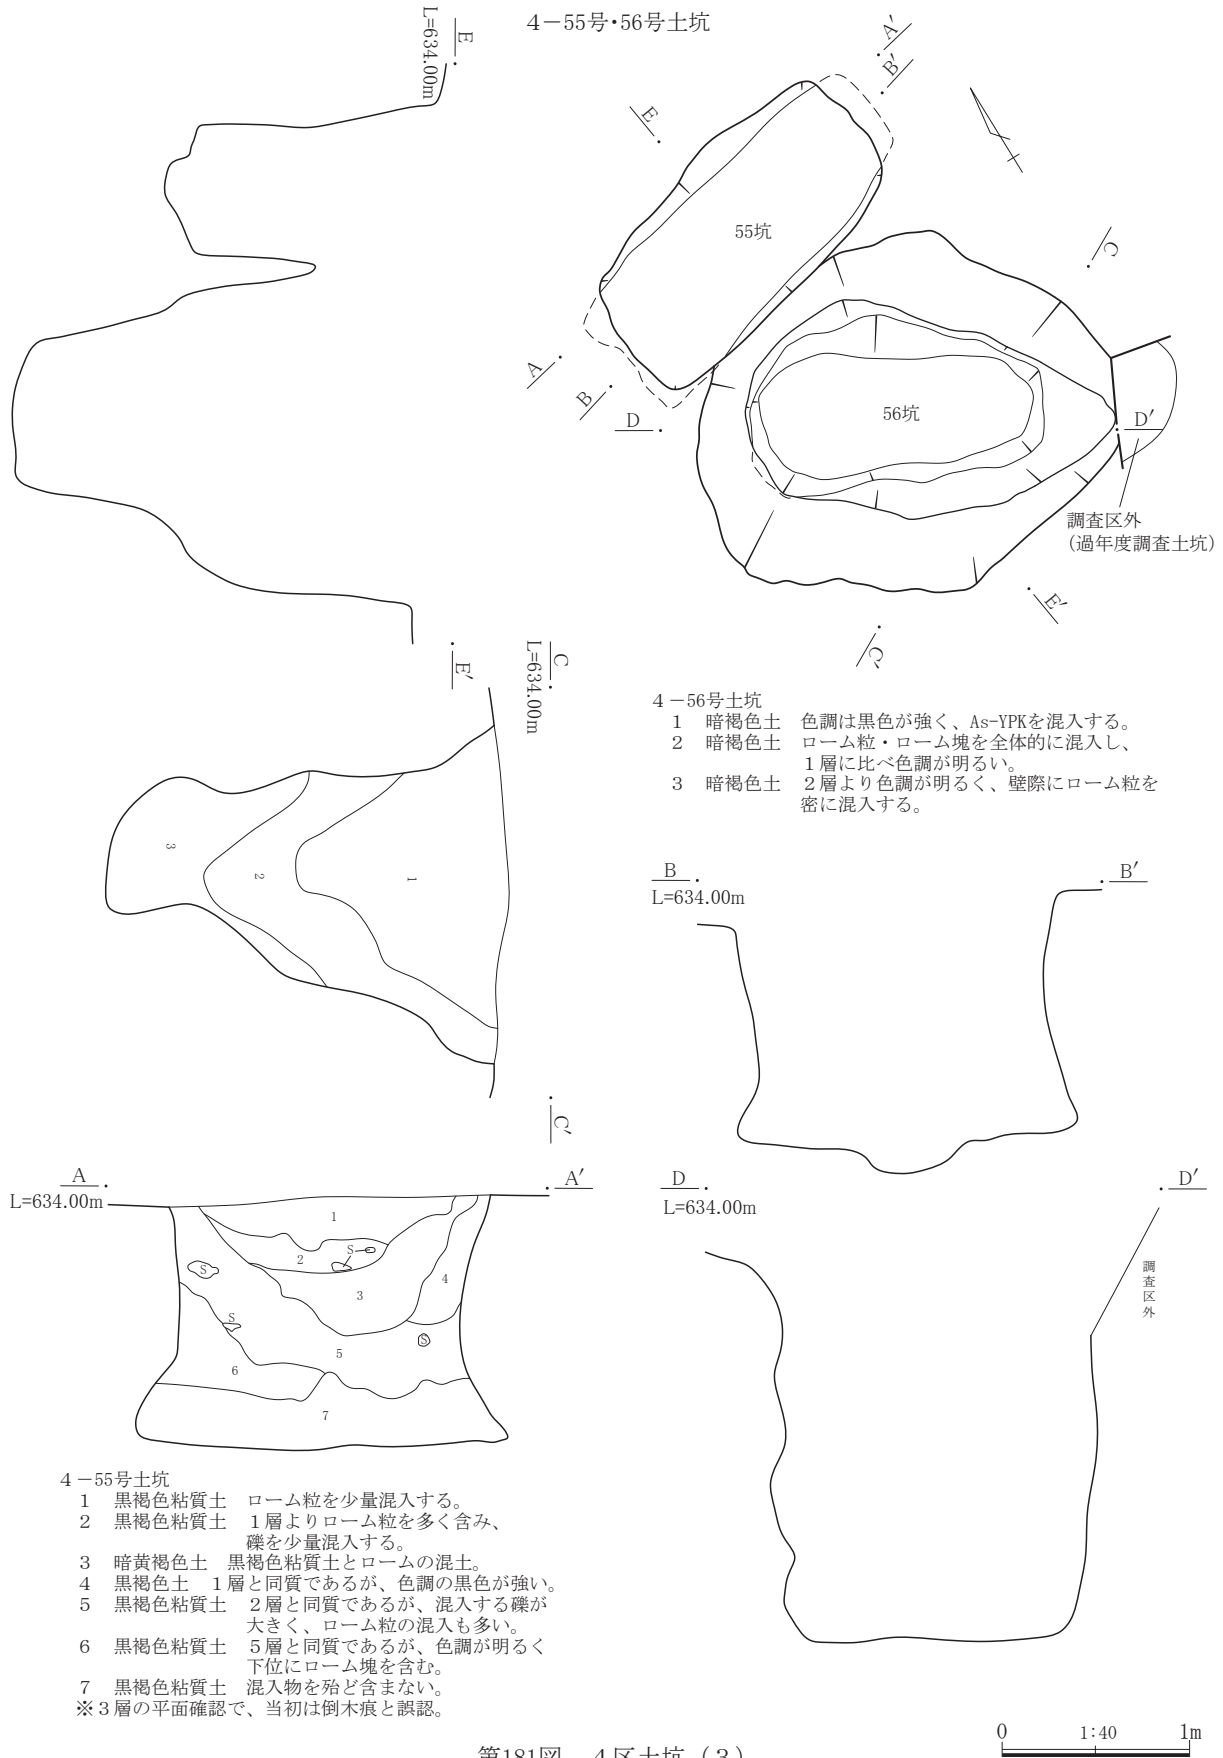 4－55号・56号土坑
E
L=634.00m
A′
B′
E
C
55坑
A
B
D
56坑
D′
調査区外
(過年度調査土坑)
E′
C′
E′
C
L=634.00m
4－56号土坑
1 暗褐色土 色調は黒色が強く、As-YPKを混入する。
2 暗褐色土 ローム粒・ローム塊を全体的に混入し、
1層に比べ色調が明るい。
3 暗褐色土 2層より色調が明るく、壁際にローム粒を
密に混入する。
3
2
1
B
B′
L=634.00m
C′
A
A′
L=634.00m
1
2
S
S
3
4
S
S
5
6
7
D
D′
L=634.00m
調査区外
4－55号土坑
1 黒褐色粘質土 ローム粒を少量混入する。
2 黒褐色粘質土 1層よりローム粒を多く含み、
礫を少量混入する。
3 暗黄褐色土 黒褐色粘質土とロームの混土。
4 黒褐色土 1層と同質であるが、色調の黒色が強い。
5 黒褐色粘質土 2層と同質であるが、混入する礫が
大きく、ローム粒の混入も多い。
6 黒褐色粘質土 5層と同質であるが、色調が明るく
下位にローム塊を含む。
7 黒褐色粘質土 混入物を殆ど含まない。
※3層の平面確認で、当初は倒木痕と誤認。
0 1:40 1m
第181図 4区土坑（3）